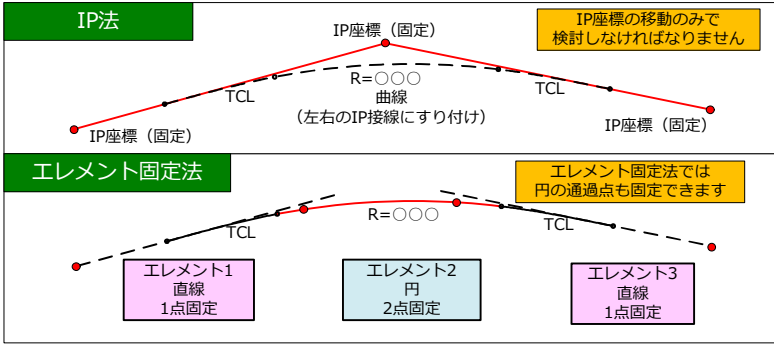 IP法
IP座標（固定）
IP座標の移動のみで
検討しなければなりません
TCL
R=○○○
曲線
（左右のIP接線にすり付け）
TCL
IP座標（固定）
IP座標（固定）
エレメント固定法
エレメント固定法では
円の通過点も固定できます
TCL
R=○○○
TCL
エレメント1
直線
1点固定
エレメント2
円
2点固定
エレメント3
直線
1点固定